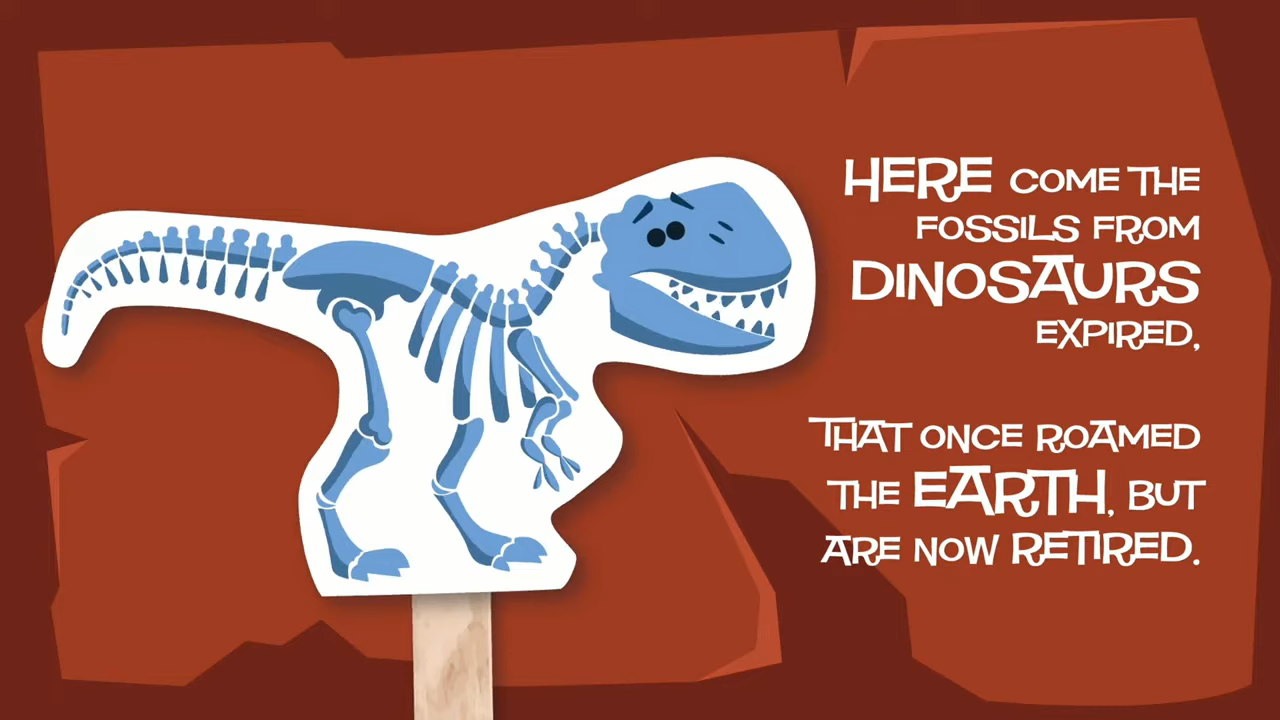 HERE COME THE
FOSSILS FROM
DINOSAURS
EXPIRED,
THAT ONCE ROAMED
THE EARTH, BUT
ARE NOW RETIRED.